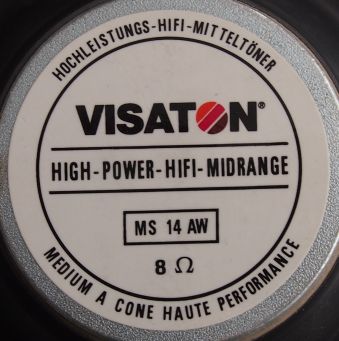 HOCHLEISTUNGS-HIFI-MITTELTÖNER
VISATON®
HIGH-POWER-HIFI-MIDRANGE
MS 14 AW
8 Ω
MEDIUM A CONE HAUTE PERFORMANCE